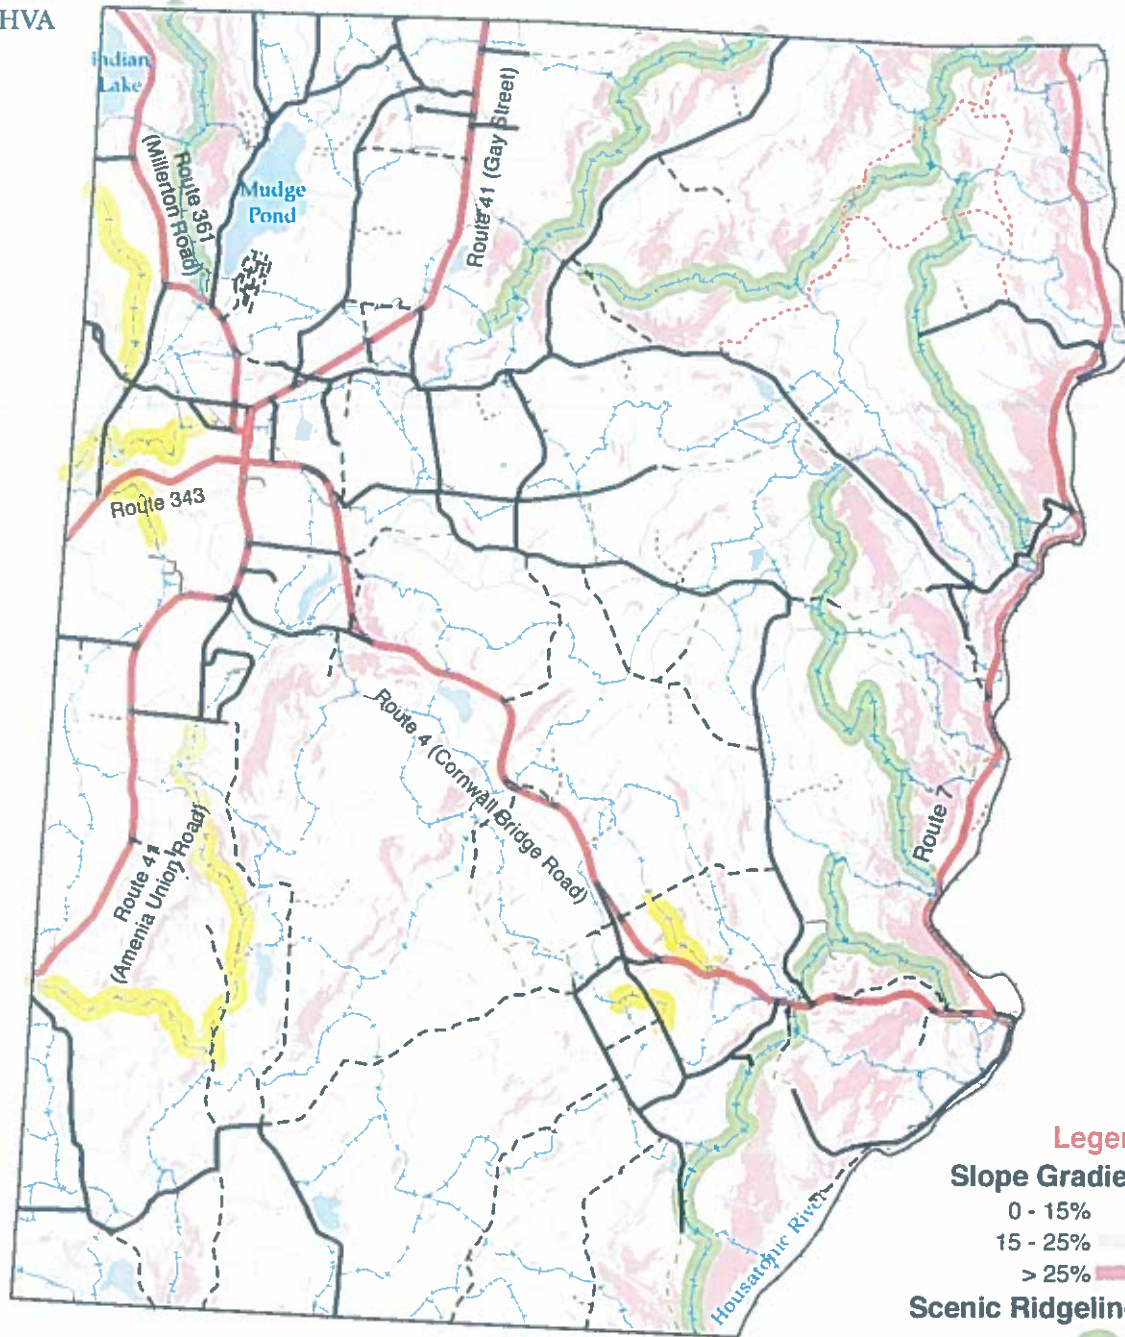 HVA
Indian
Lake
Route 361
(Millerton Road)
Mudge
Pond
Route 41 (Gay Street)
Route 343
Route 4 (Cornwall Bridge Road)
Route 7
Route 41
(Amenia Union Road)
Housatonic River
Legen
Slope Gradie
0 - 15%
15 - 25%
> 25%
Scenic Ridgelin